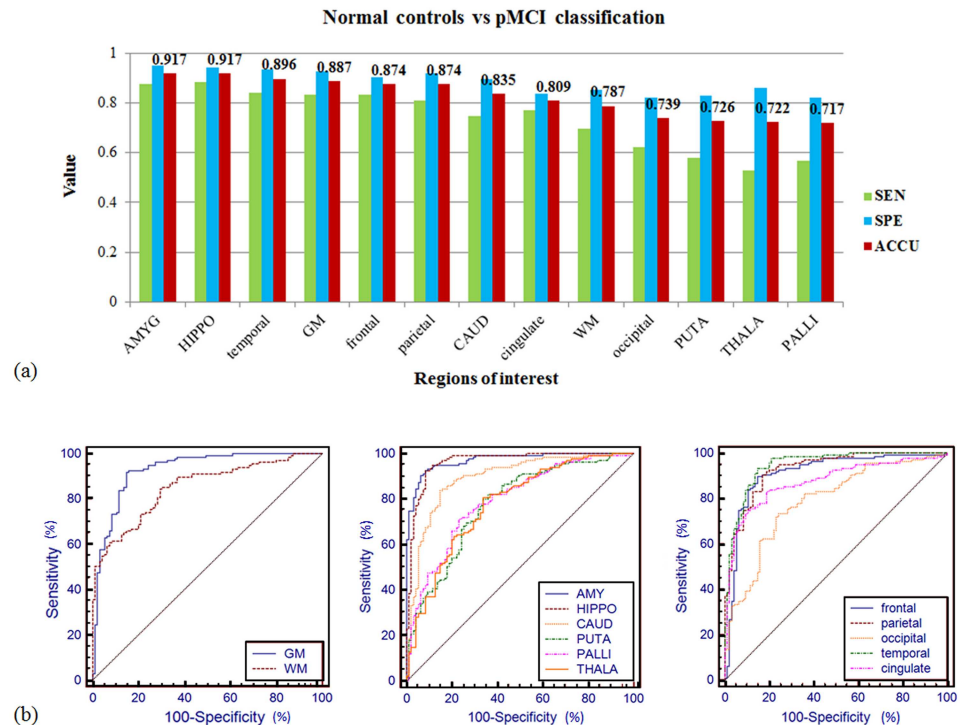 (a)
Normal controls vs pMCI classification
Value
1
0.8
0.6
0.4
0.2
0
0.917 0.917 0.896 0.887 0.874 0.874 0.835 0.809 0.787 0.739 0.726 0.722 0.717
AMYG HIPPO temporal GM frontal parietal CAUD cingulate WM occipital PUTA THALA PALLI
Regions of interest
SEN
SPE
ACCU
(b)
Sensitivity (%)
100
80
60
40
20
0
0 20 40 60 80 100
100-Specificity (%)
GM
WM
Sensitivity (%)
100
80
60
40
20
0
0 20 40 60 80 100
100-Specificity (%)
AMY
HIPPO
CAUD
PUTA
PALLI
THALA
Sensitivity (%)
100
80
60
40
20
0
0 20 40 60 80 100
100-Specificity (%)
frontal
parietal
occipital
temporal
cingulate